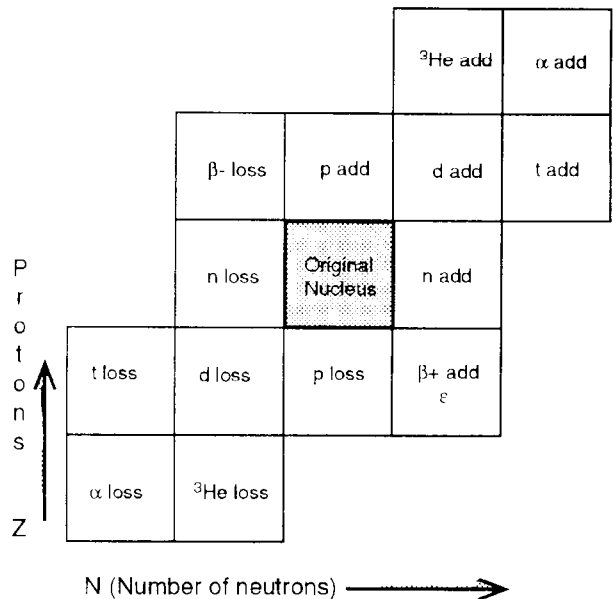 ³He add
α add
β- loss
p add
d add
t add
n loss
Original
Nucleus
n add
t loss
d loss
p loss
β+ add
ε
α loss
³He loss
Protons
Z
N (Number of neutrons)